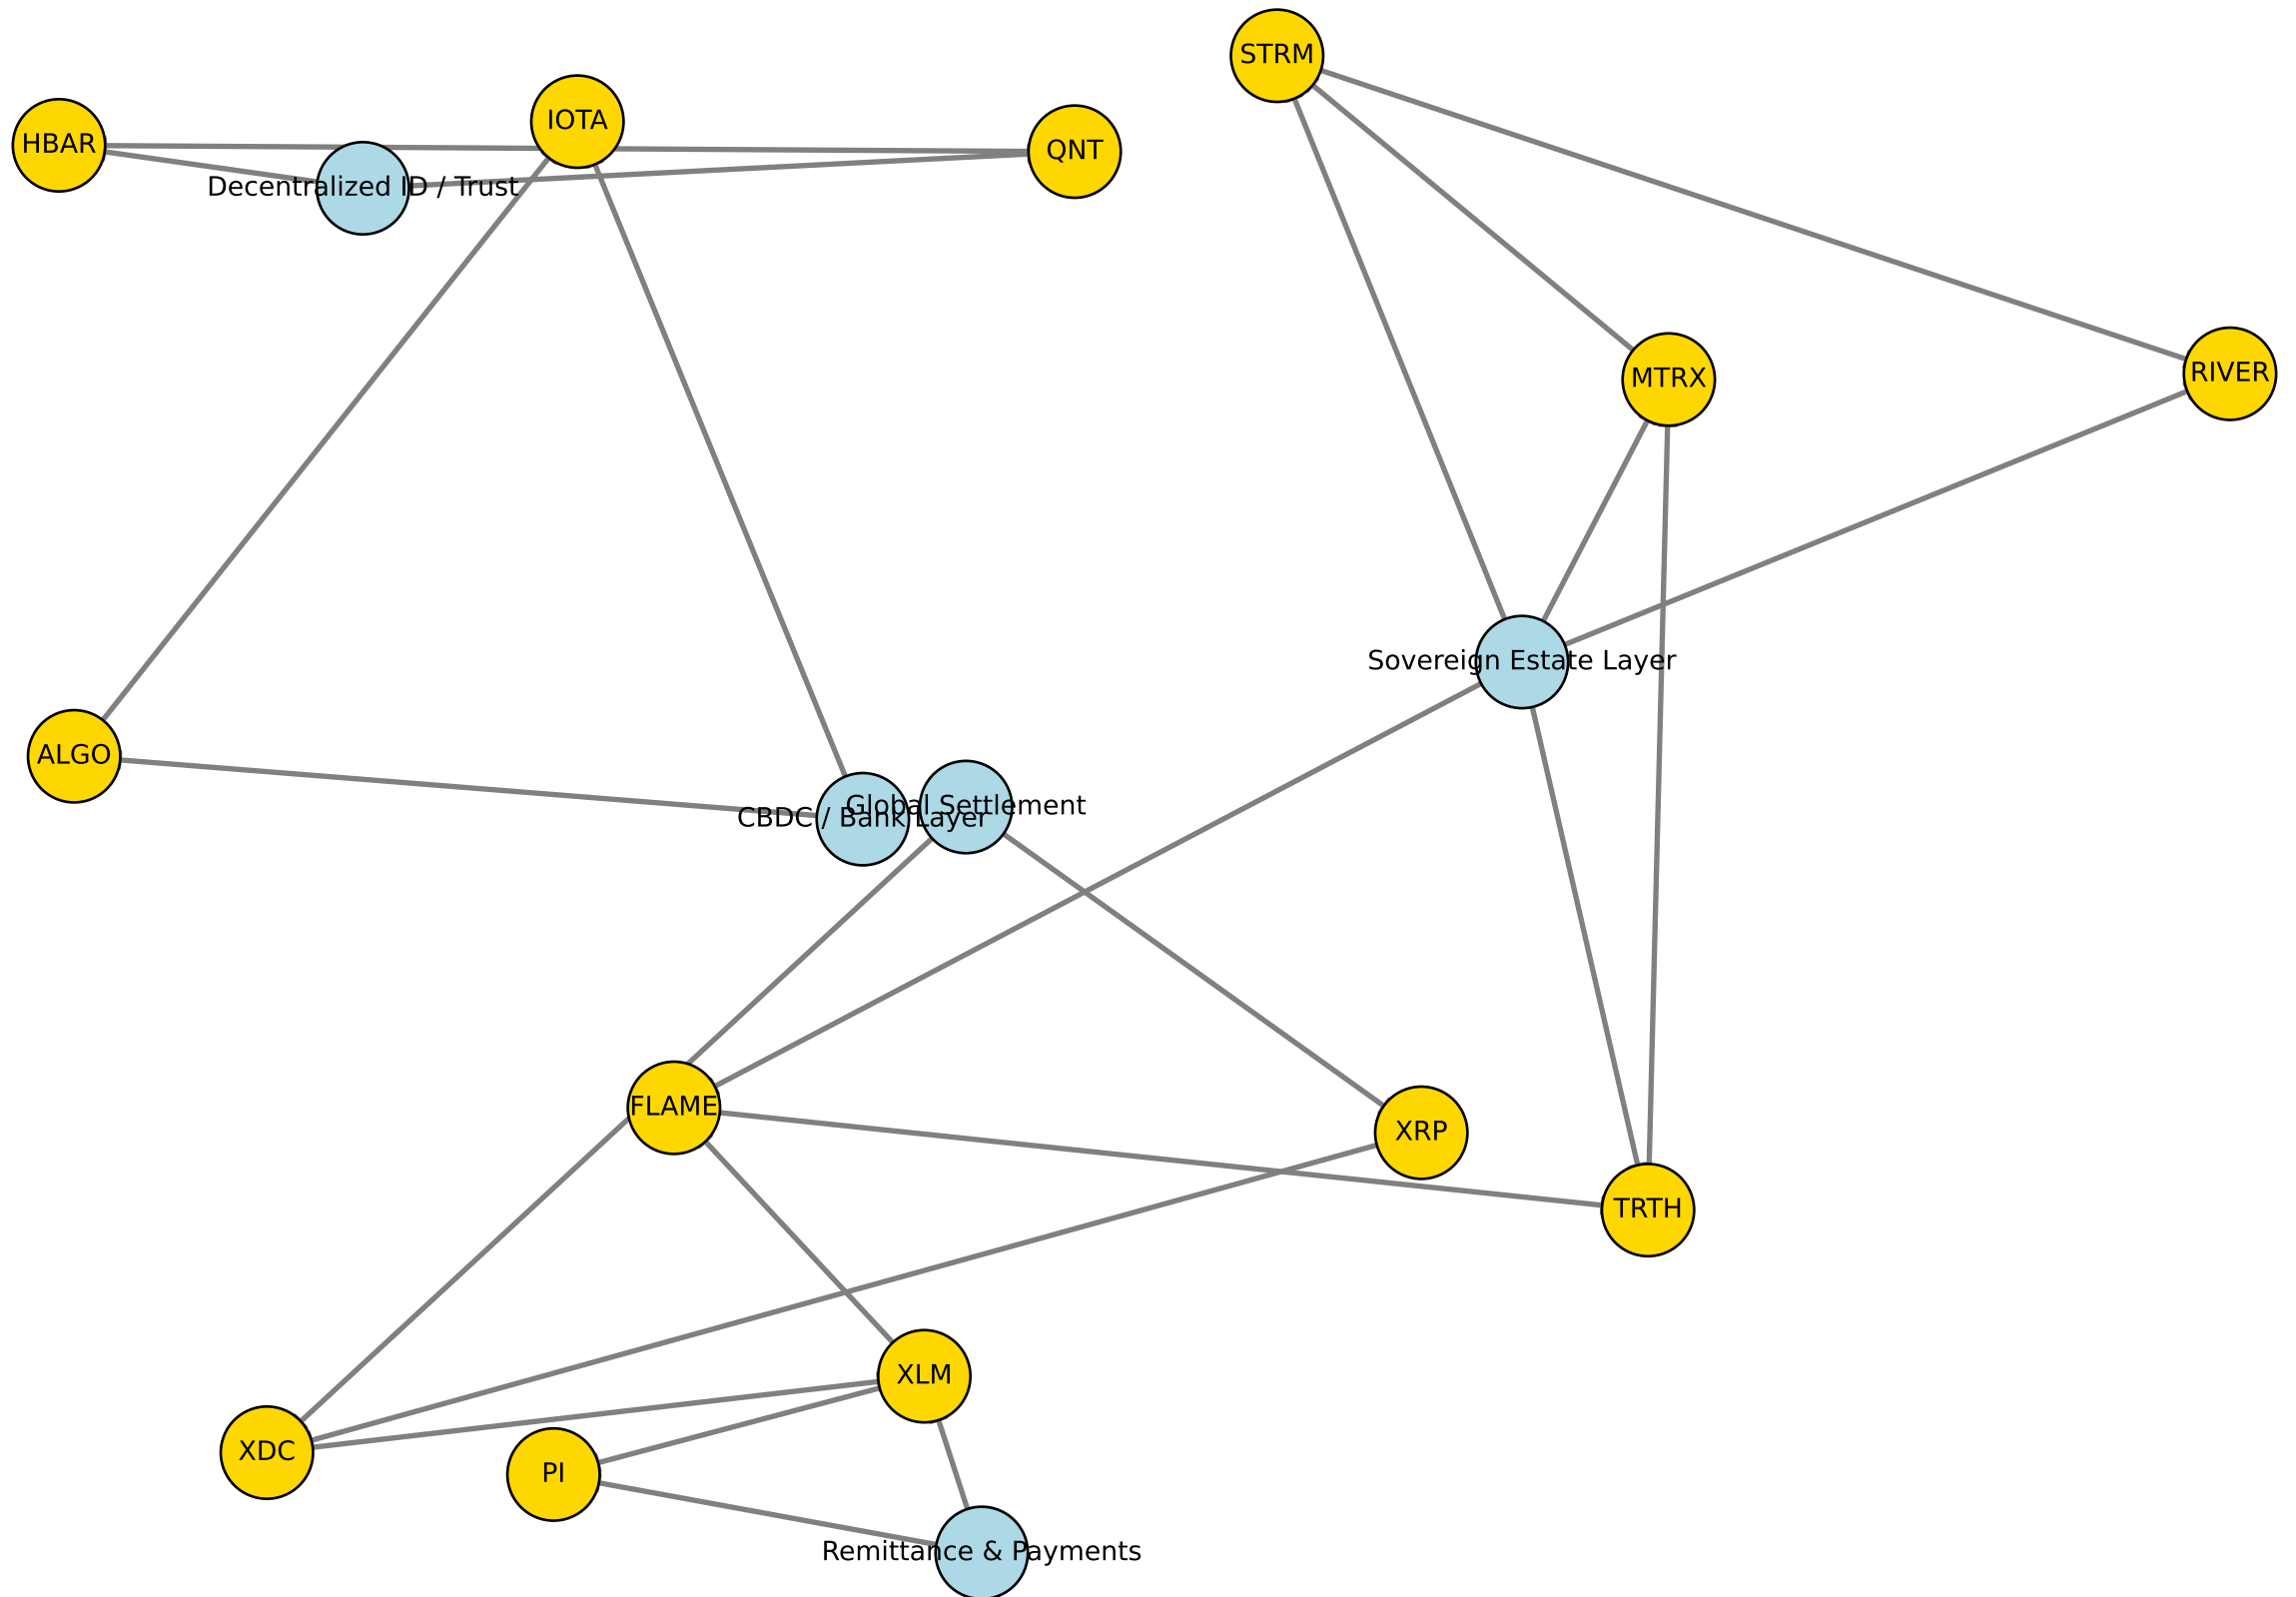 STRM
IOTA
HBAR
QNT
Decentralized ID / Trust
RIVER
MTRX
Sovereign Estate Layer
ALGO
Global Settlement
CBDC / Bank Layer
FLAME
XRP
TRTH
XLM
XDC
PI
Remittance & Payments